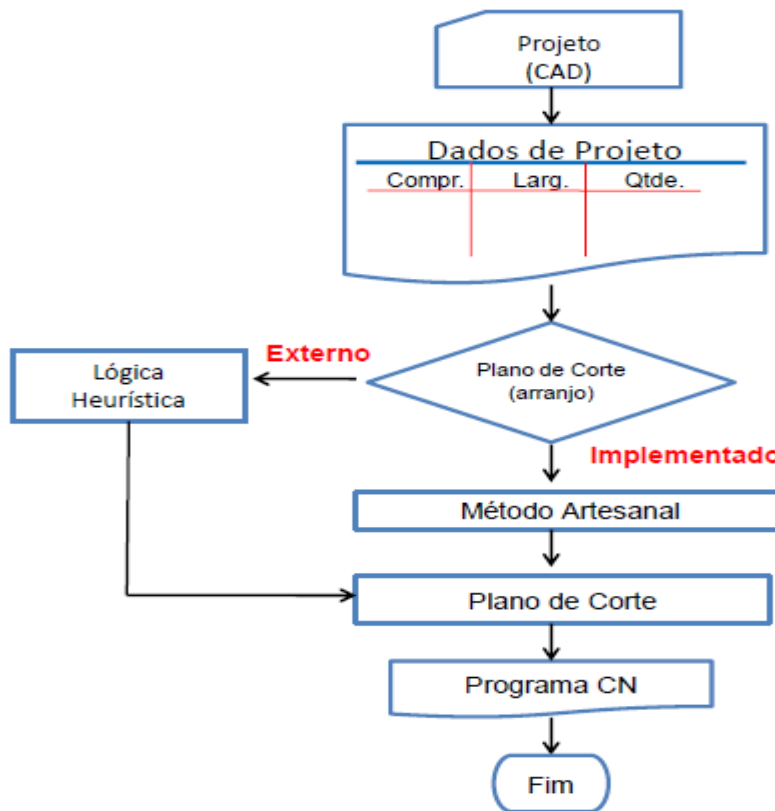 Projeto
(CAD)
Dados de Projeto
Compr. Larg. Qtde.
Externo
Plano de Corte
(arranjo)
Lógica
Heurística
Implementado
Método Artesanal
Plano de Corte
Programa CN
Fim